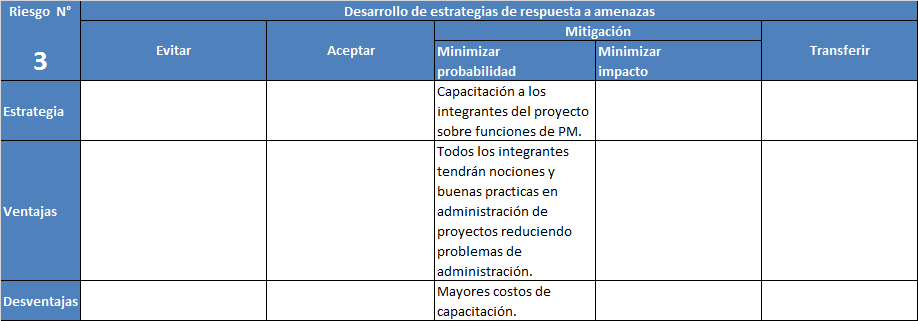 Riesgo N°
3
Desarrollo de estrategias de respuesta a amenazas
Evitar
Aceptar
Mitigación
Minimizar
probabilidad
Minimizar
impacto
Transferir
Estrategia
Capacitación a los
integrantes del proyecto
sobre funciones de PM.
Ventajas
Todos los integrantes
tendrán nociones y
buenas practicas en
administración de
proyectos reduciendo
problemas de
administración.
Desventajas
Mayores costos de
capacitación.